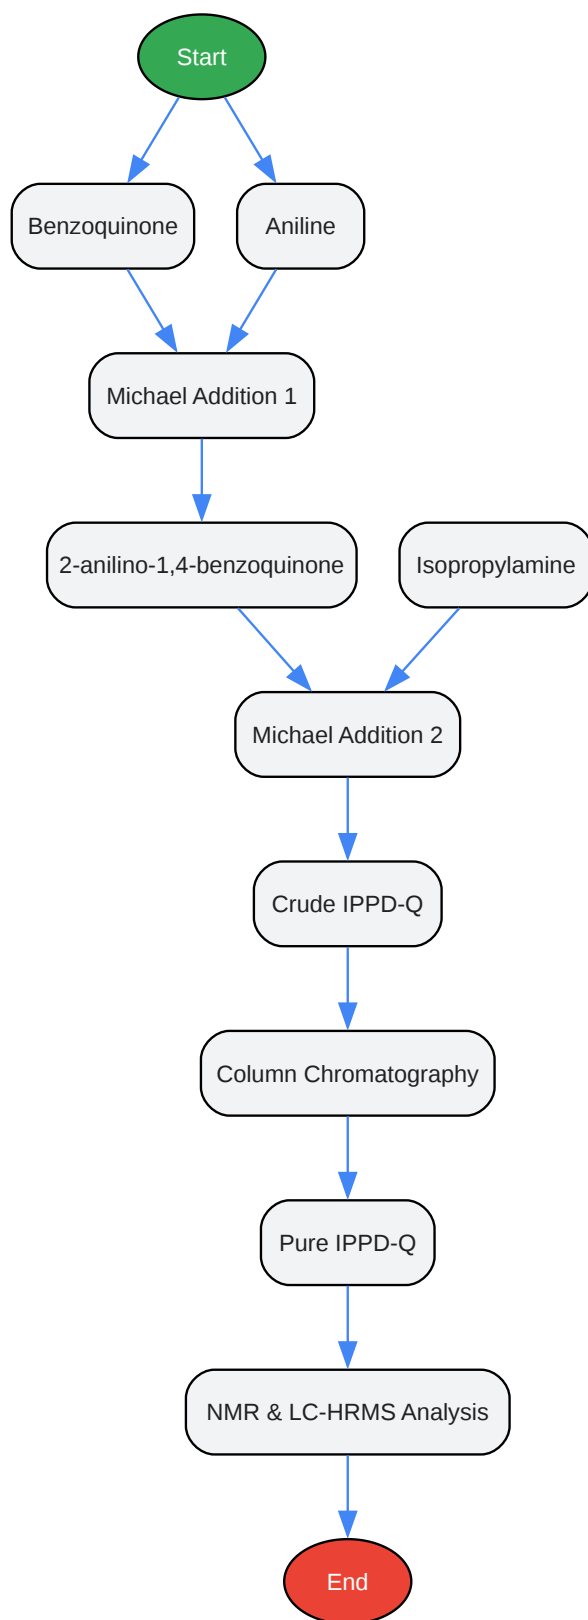 Start
Benzoquinone
Aniline
Michael Addition 1
2-anilino-1,4-benzoquinone
Isopropylamine
Michael Addition 2
Crude IPPD-Q
Column Chromatography
Pure IPPD-Q
NMR & LC-HRMS Analysis
End